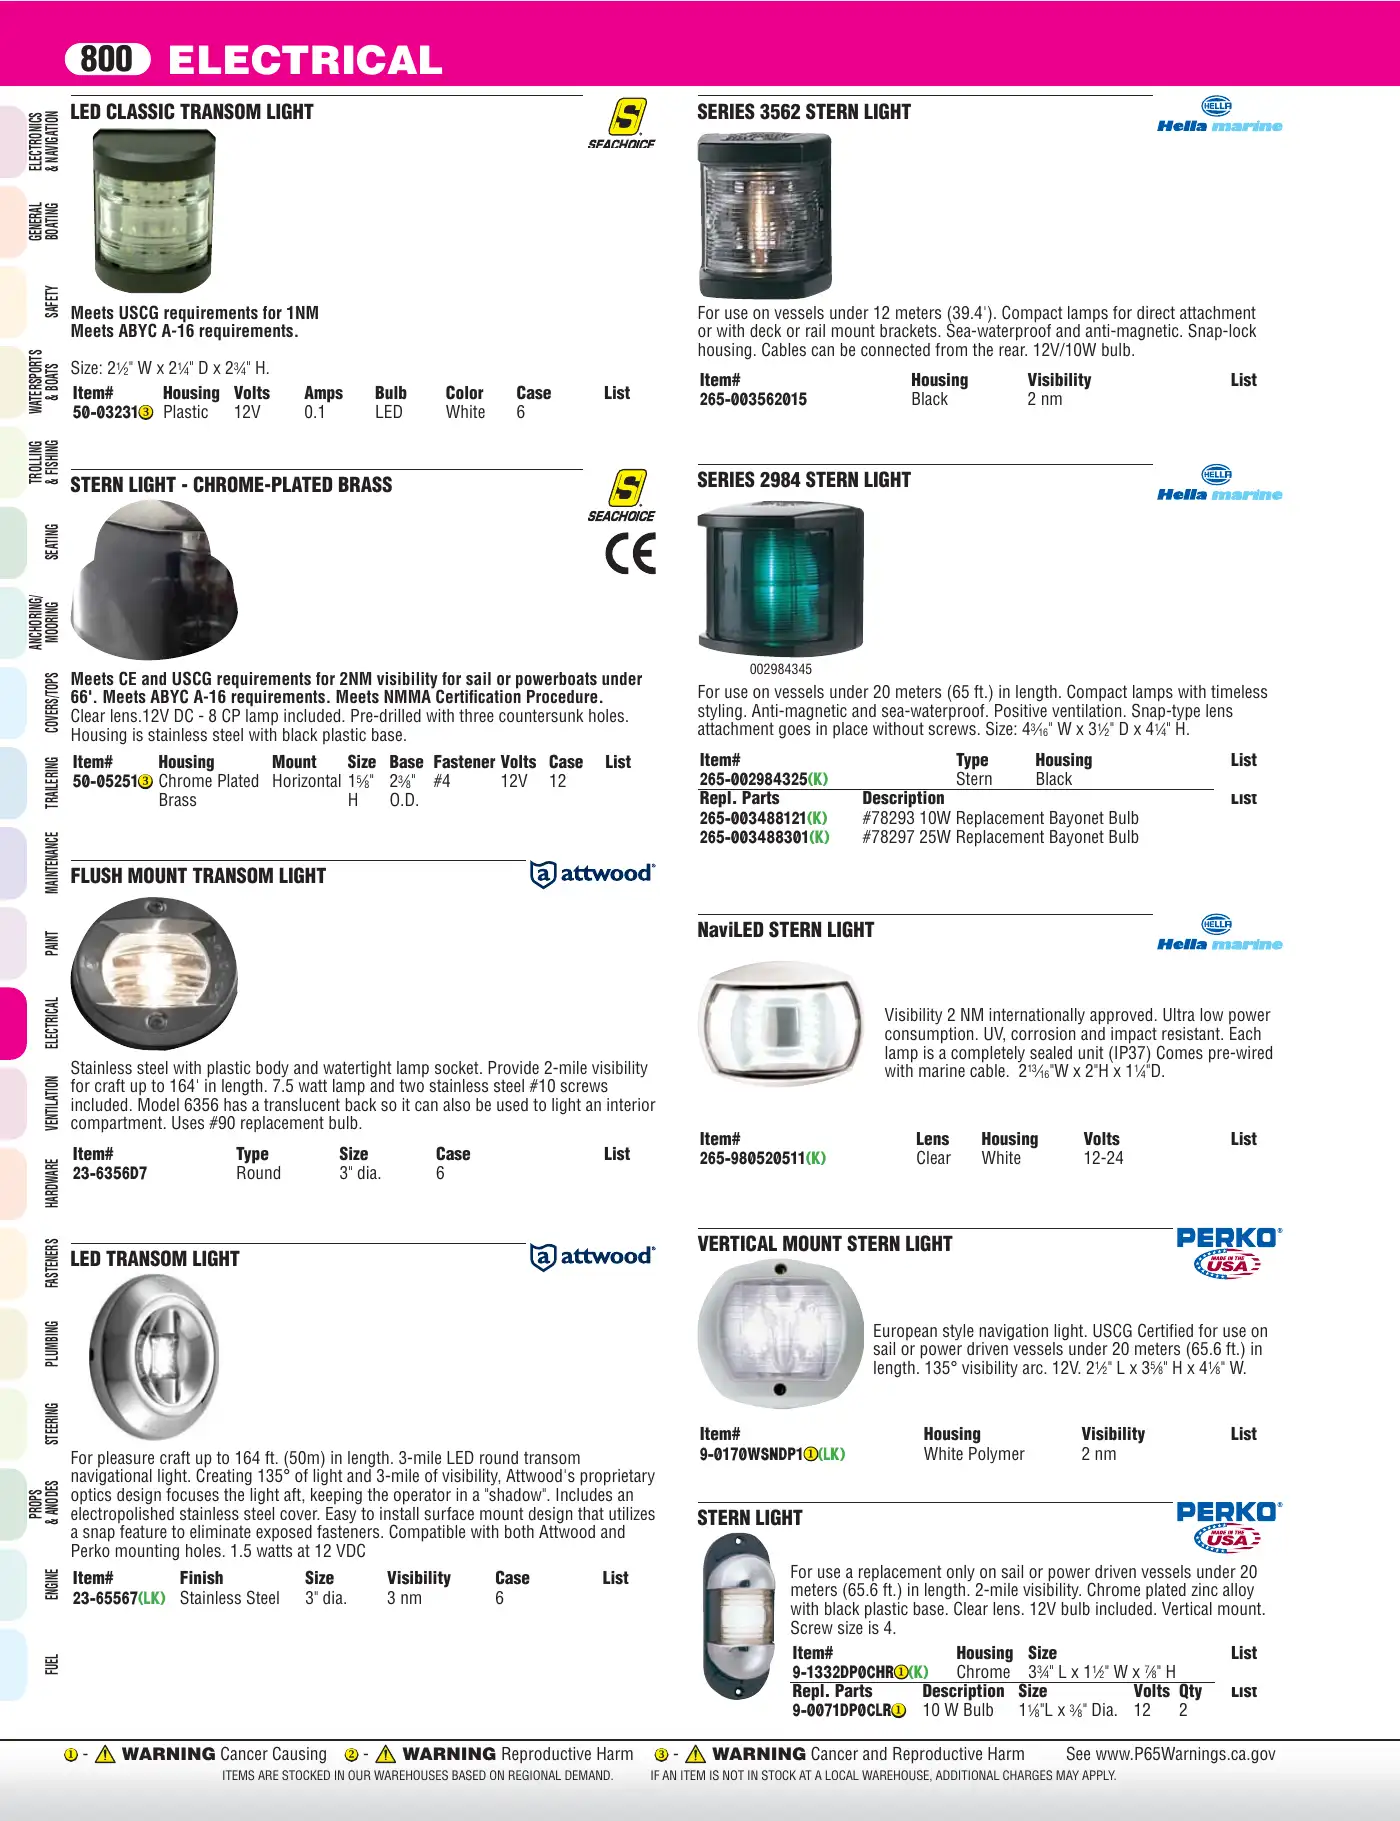 800 ELECTRICAL
ELECTRONICS
& NAVIGATION
GENERAL
BOATING
SAFETY
WATERSPORTS
& BOATS
TROLLING
& FISHING
SEATING
ANCHORING/
MOORING
COVERS/TOPS
TRAILERING
MAINTENANCE
PAINT
ELECTRICAL
VENTILATION
HARDWARE
FASTENERS
PLUMBING
STEERING
PROPS
& ANODES
ENGINE
FUEL
LED CLASSIC TRANSOM LIGHT
S
SEACHOICE
Meets USCG requirements for 1NM
Meets ABYC A-16 requirements.
Size: 2½" W x 2¼" D x 2¾" H.
Item# Housing Volts Amps Bulb Color Case List
50-03231 3 Plastic 12V 0.1 LED White 6
STERN LIGHT - CHROME-PLATED BRASS
S
SEACHOICE
CE
Meets CE and USCG requirements for 2NM visibility for sail or powerboats under
66'. Meets ABYC A-16 requirements. Meets NMMA Certification Procedure.
Clear lens.12V DC - 8 CP lamp included. Pre-drilled with three countersunk holes.
Housing is stainless steel with black plastic base.
Item# Housing Mount Size Base Fastener Volts Case List
50-05251 3 Chrome Plated Horizontal 1⅝" 2⅜" #4 12V 12
Brass H O.D.
FLUSH MOUNT TRANSOM LIGHT
a attwood®
Stainless steel with plastic body and watertight lamp socket. Provide 2-mile visibility
for craft up to 164' in length. 7.5 watt lamp and two stainless steel #10 screws
included. Model 6356 has a translucent back so it can also be used to light an interior
compartment. Uses #90 replacement bulb.
Item# Type Size Case List
23-6356D7 Round 3" dia. 6
LED TRANSOM LIGHT
a attwood®
For pleasure craft up to 164 ft. (50m) in length. 3-mile LED round transom
navigational light. Creating 135° of light and 3-mile of visibility, Attwood's proprietary
optics design focuses the light aft, keeping the operator in a "shadow". Includes an
electropolished stainless steel cover. Easy to install surface mount design that utilizes
a snap feature to eliminate exposed fasteners. Compatible with both Attwood and
Perko mounting holes. 1.5 watts at 12 VDC
Item# Finish Size Visibility Case List
23-65567(LK) Stainless Steel 3" dia. 3 nm 6
SERIES 3562 STERN LIGHT
HELLA
Hella marine
For use on vessels under 12 meters (39.4'). Compact lamps for direct attachment
or with deck or rail mount brackets. Sea-waterproof and anti-magnetic. Snap-lock
housing. Cables can be connected from the rear. 12V/10W bulb.
Item# Housing Visibility List
265-003562015 Black 2 nm
SERIES 2984 STERN LIGHT
HELLA
Hella marine
002984345
For use on vessels under 20 meters (65 ft.) in length. Compact lamps with timeless
styling. Anti-magnetic and sea-waterproof. Positive ventilation. Snap-type lens
attachment goes in place without screws. Size: 4³⁄₁₆" W x 3½" D x 4¼" H.
Item# Type Housing List
265-002984325(K) Stern Black
Repl. Parts Description List
265-003488121(K) #78293 10W Replacement Bayonet Bulb
265-003488301(K) #78297 25W Replacement Bayonet Bulb
NaviLED STERN LIGHT
HELLA
Hella marine
Visibility 2 NM internationally approved. Ultra low power
consumption. UV, corrosion and impact resistant. Each
lamp is a completely sealed unit (IP37) Comes pre-wired
with marine cable. 2¹³⁄₁₆"W x 2"H x 1¼"D.
Item# Lens Housing Volts List
265-980520511(K) Clear White 12-24
VERTICAL MOUNT STERN LIGHT
PERKO®
MADE IN THE
USA
European style navigation light. USCG Certified for use on
sail or power driven vessels under 20 meters (65.6 ft.) in
length. 135° visibility arc. 12V. 2½" L x 3⅝" H x 4⅛" W.
Item# Housing Visibility List
9-0170WSNDP1 1 (LK) White Polymer 2 nm
STERN LIGHT
PERKO®
MADE IN THE
USA
For use a replacement only on sail or power driven vessels under 20
meters (65.6 ft.) in length. 2-mile visibility. Chrome plated zinc alloy
with black plastic base. Clear lens. 12V bulb included. Vertical mount.
Screw size is 4.
Item# Housing Size List
9-1332DP0CHR 1 (K) Chrome 3¾" L x 1½" W x ⅞" H
Repl. Parts Description Size Volts Qty List
9-0071DP0CLR 1 10 W Bulb 1⅛"L x ⅜" Dia. 12 2
1 - WARNING Cancer Causing 2 - WARNING Reproductive Harm 3 - WARNING Cancer and Reproductive Harm See www.P65Warnings.ca.gov
ITEMS ARE STOCKED IN OUR WAREHOUSES BASED ON REGIONAL DEMAND. IF AN ITEM IS NOT IN STOCK AT A LOCAL WAREHOUSE, ADDITIONAL CHARGES MAY APPLY.